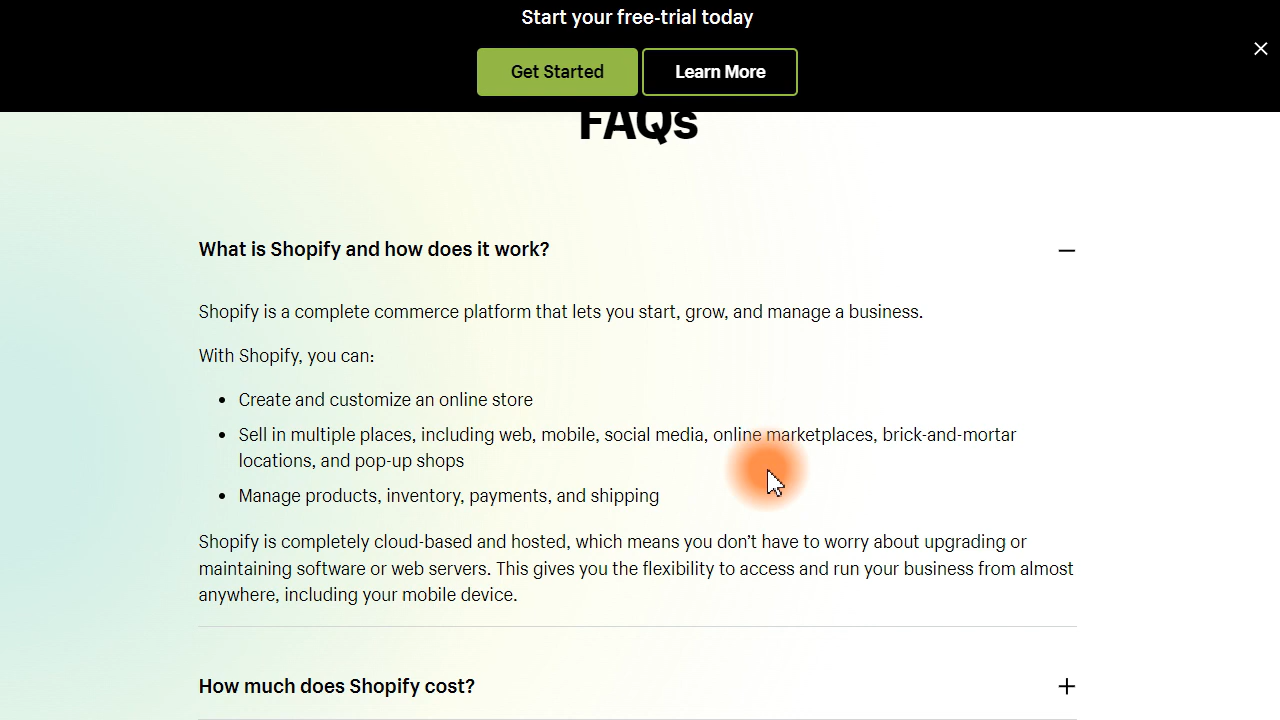 Start your free-trial today
Get Started
Learn More
FAQs
What is Shopify and how does it work?
Shopify is a complete commerce platform that lets you start, grow, and manage a business.
With Shopify, you can:
Create and customize an online store
Sell in multiple places, including web, mobile, social media, online marketplaces, brick-and-mortar
locations, and pop-up shops
Manage products, inventory, payments, and shipping
Shopify is completely cloud-based and hosted, which means you don’t have to worry about upgrading or
maintaining software or web servers. This gives you the flexibility to access and run your business from almost
anywhere, including your mobile device.
How much does Shopify cost?